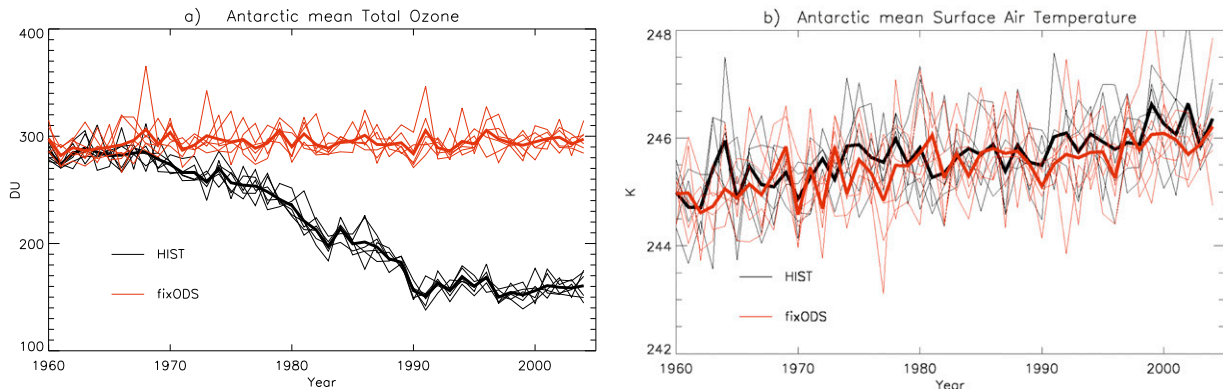 a) Antarctic mean Total Ozone
400
300
200
100
DU
HIST
fixODS
1960 1970 1980 1990 2000
Year
b) Antarctic mean Surface Air Temperature
248
246
244
242
K
HIST
fixODS
1960 1970 1980 1990 2000
Year